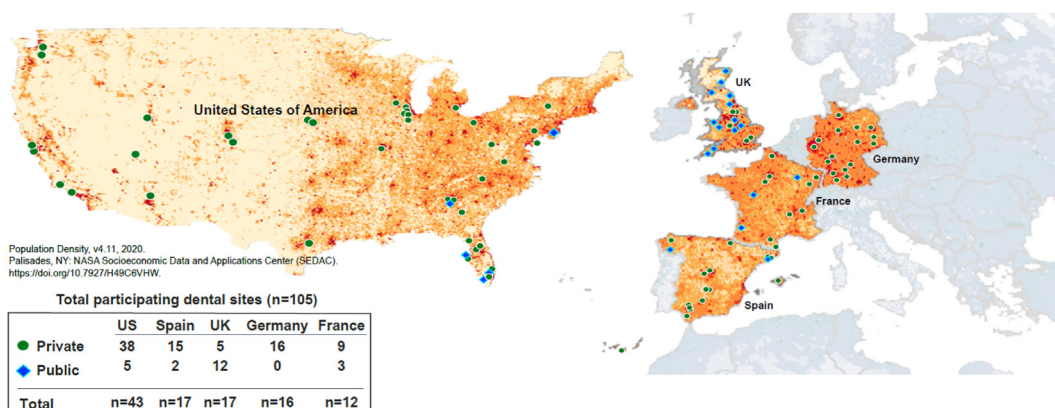 United States of America
UK
Germany
France
Spain
Population Density, v4.11, 2020.
Palisades, NY: NASA Socioeconomic Data and Applications Center (SEDAC).
https://doi.org/10.7927/H49C6VHW.
Total participating dental sites (n=105)
US Spain UK Germany France
Private 38 15 5 16 9
Public 5 2 12 0 3
Total n=43 n=17 n=17 n=16 n=12